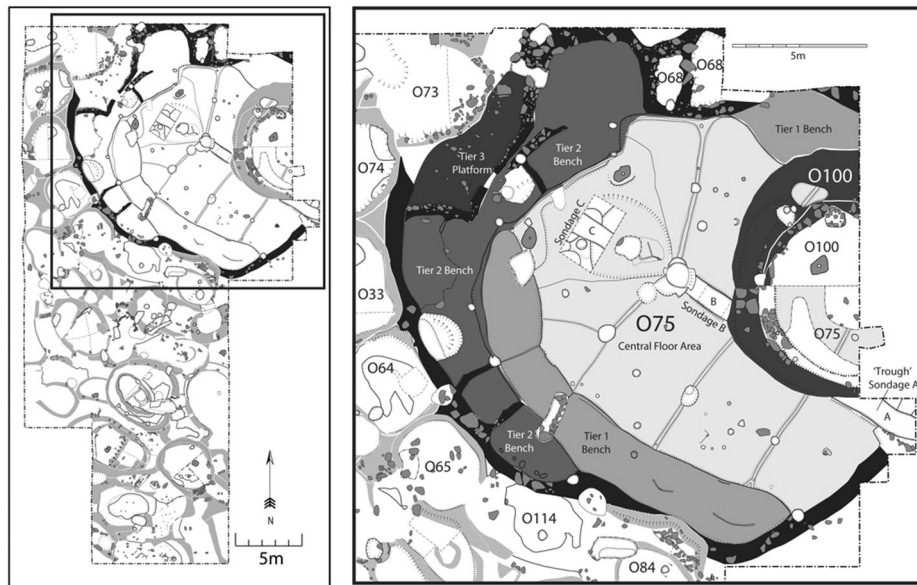 N
5m
5m
O73
O68
O68
Tier 1 Bench
Tier 3
Platform
Tier 2
Bench
O74
O100
O100
Sondage C
C
Tier 2 Bench
O33
B
Sondage B
O75
Central Floor Area
O75
O64
'Trough'
Sondage A
A
Tier 2
Bench
Tier 1
Bench
O65
O114
O84